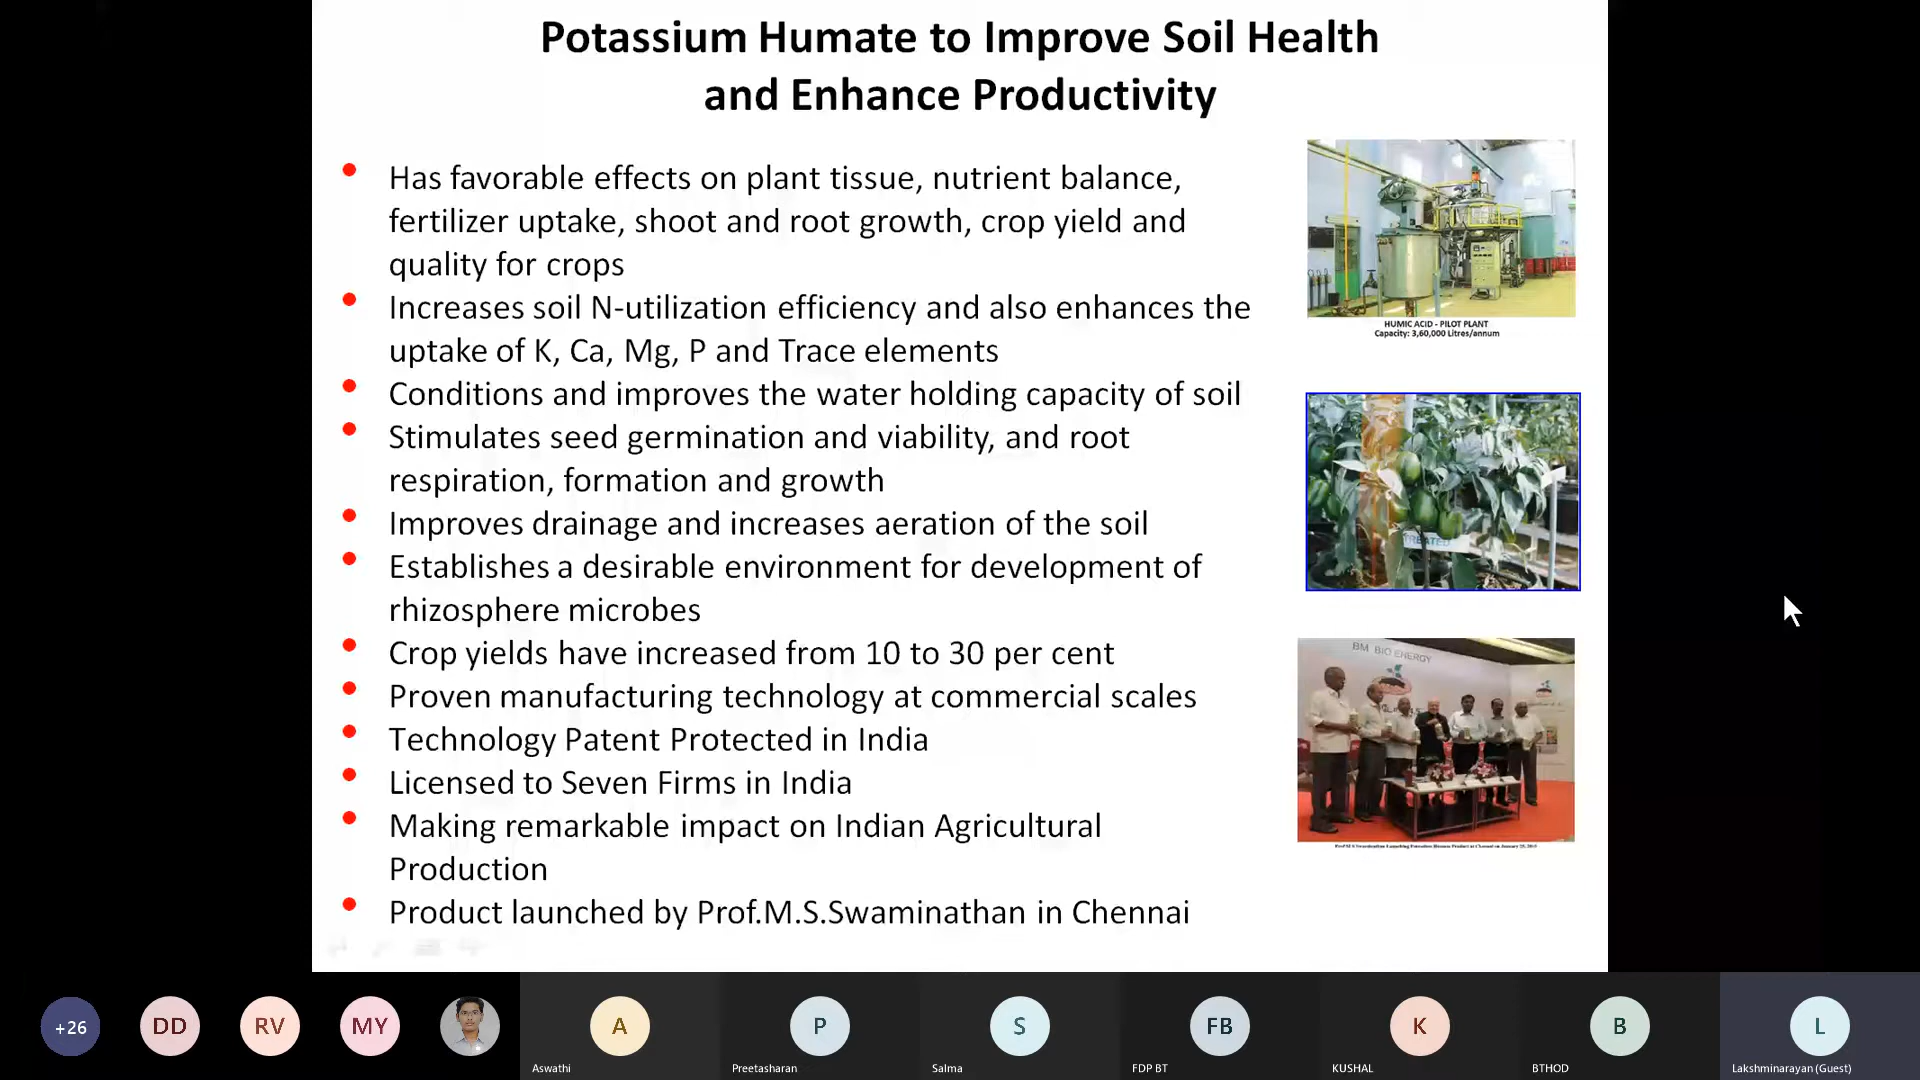 Potassium Humate to Improve Soil Health
and Enhance Productivity
Has favorable effects on plant tissue, nutrient balance,
fertilizer uptake, shoot and root growth, crop yield and
quality for crops
Increases soil N-utilization efficiency and also enhances the
uptake of K, Ca, Mg, P and Trace elements
Conditions and improves the water holding capacity of soil
Stimulates seed germination and viability, and root
respiration, formation and growth
Improves drainage and increases aeration of the soil
Establishes a desirable environment for development of
rhizosphere microbes
Crop yields have increased from 10 to 30 per cent
Proven manufacturing technology at commercial scales
Technology Patent Protected in India
Licensed to Seven Firms in India
Making remarkable impact on Indian Agricultural
Production
Product launched by Prof.M.S.Swaminathan in Chennai
HUMIC ACID - PILOT PLANT
Capacity: 3,60,000 Litres/annum
TREATED
BM BIO ENERGY
+26
DD
RV
MY
A
P
S
FB
K
B
L
Aswathi
Preetasharan
Salma
FDP BT
KUSHAL
BTHOD
Lakshminarayan (Guest)